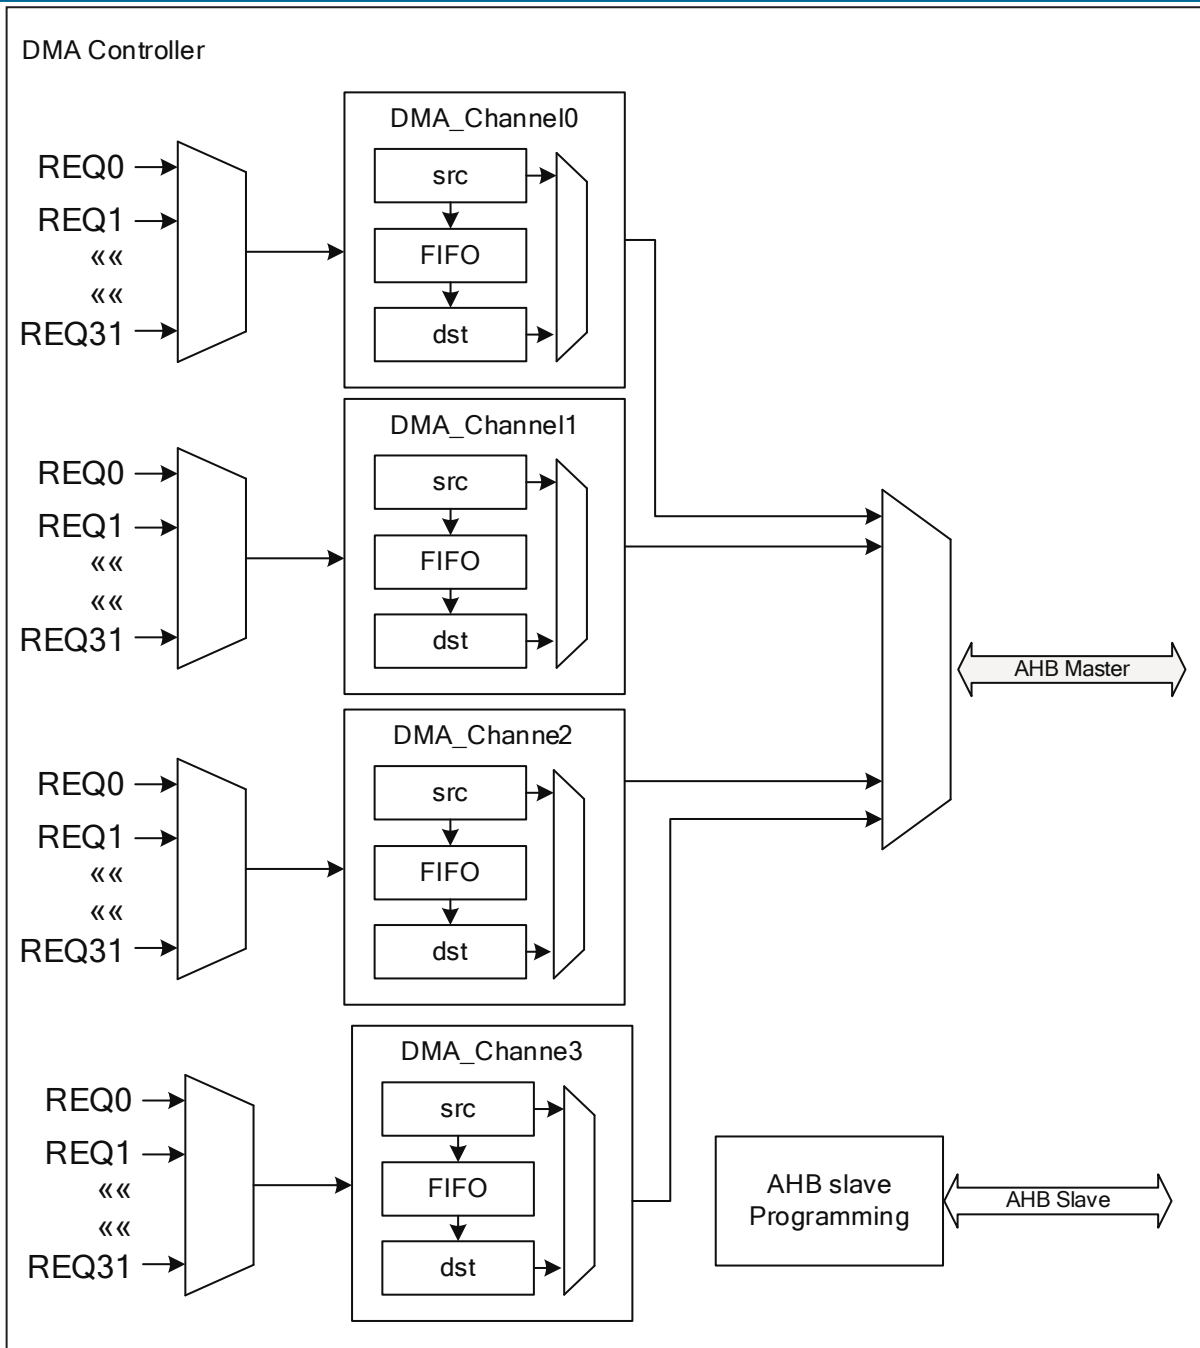 DMA Controller
DMA_Channel0
REQ0
REQ1
««
««
REQ31
src
FIFO
dst
DMA_Channel1
REQ0
REQ1
««
««
REQ31
src
FIFO
dst
AHB Master
DMA_Channe2
REQ0
REQ1
««
««
REQ31
src
FIFO
dst
DMA_Channe3
REQ0
REQ1
««
««
REQ31
src
FIFO
dst
AHB slave
Programming
AHB Slave